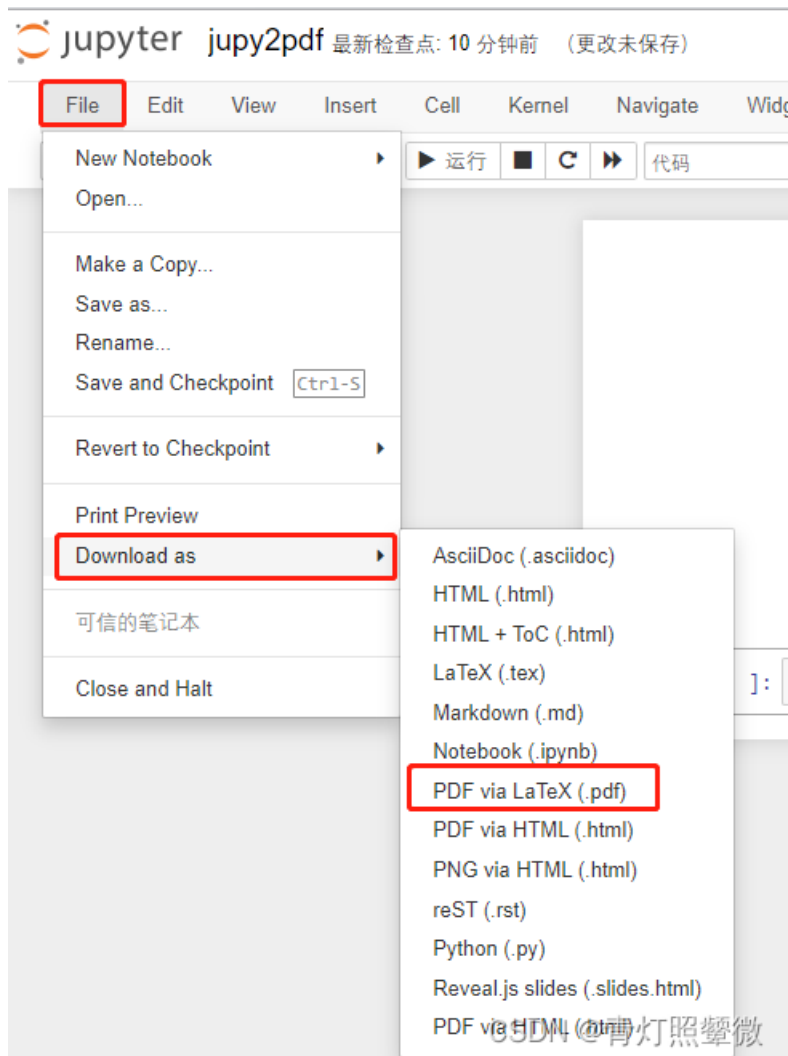 jupyter jupy2pdf 最新检查点: 10 分钟前 (更改未保存)
File Edit View Insert Cell Kernel Navigate
New Notebook 运行 代码
Open...
Make a Copy...
Save as...
Rename...
Save and Checkpoint Ctrl-S
Revert to Checkpoint
Print Preview
Download as
可信的笔记本
Close and Halt
AsciiDoc (.asciidoc)
HTML (.html)
HTML + ToC (.html)
LaTeX (.tex)
]:
Markdown (.md)
Notebook (.ipynb)
PDF via LaTeX (.pdf)
PDF via HTML (.html)
PNG via HTML (.html)
reST (.rst)
Python (.py)
Reveal.js slides (.slides.html)
PDF via HTML (.html)
CSDN @青灯照颦微